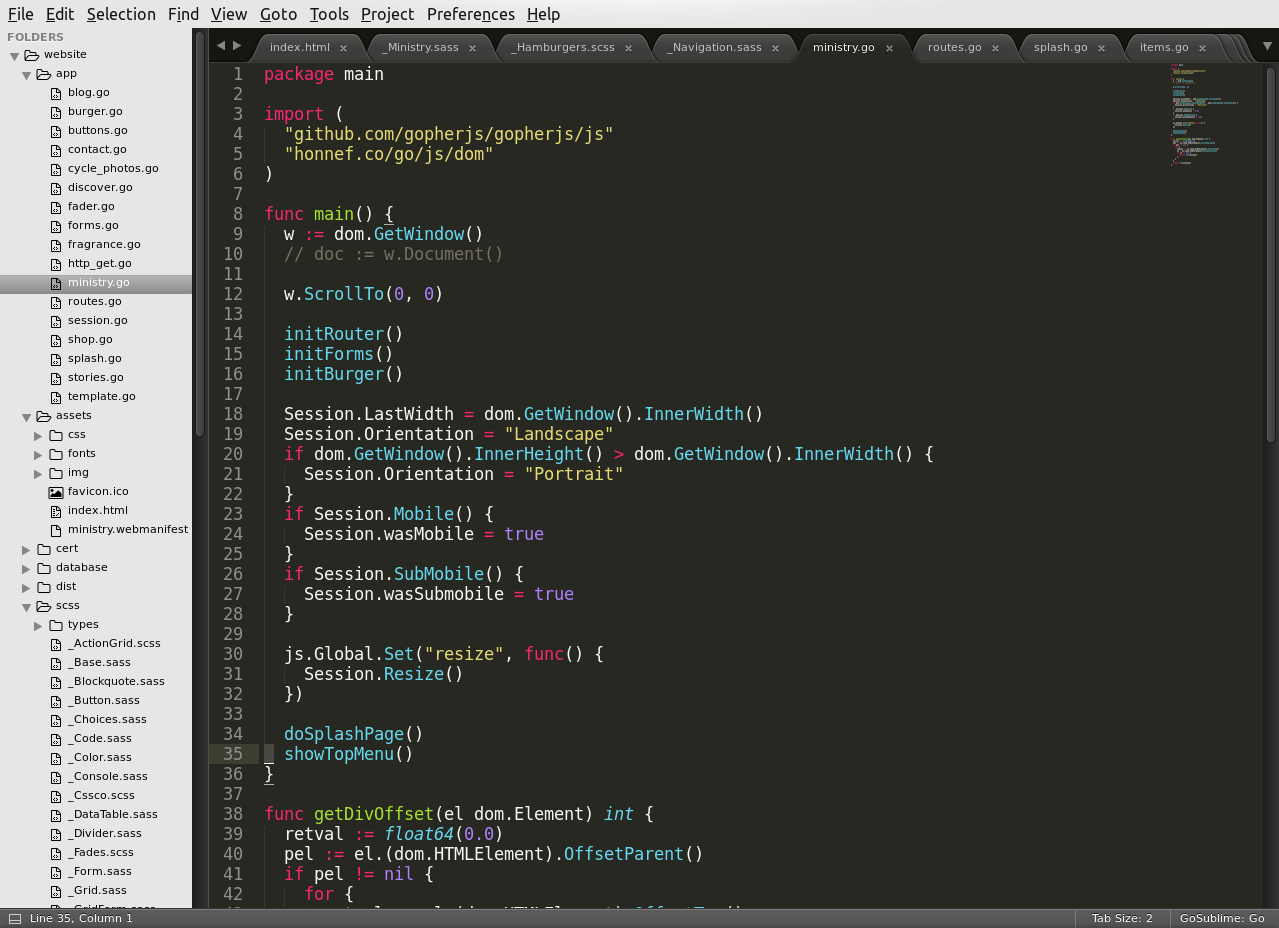 File Edit Selection Find View Goto Tools Project Preferences Help
FOLDERS
website
app
blog.go
burger.go
buttons.go
contact.go
cycle_photos.go
discover.go
fader.go
forms.go
fragrance.go
http_get.go
ministry.go
routes.go
session.go
shop.go
splash.go
stories.go
template.go
assets
css
fonts
img
favicon.ico
index.html
ministry.webmanifest
cert
database
dist
scss
types
_ActionGrid.scss
_Base.sass
_Blockquote.sass
_Button.sass
_Choices.sass
_Code.sass
_Color.sass
_Console.sass
_Cssco.scss
_DataTable.sass
_Divider.sass
_Fades.scss
_Form.sass
_Grid.sass
index.html × _Ministry.sass × _Hamburgers.scss × _Navigation.sass × ministry.go × routes.go × splash.go × items.go ×
1 package main
2
3 import (
4 "github.com/gopherjs/gopherjs/js"
5 "honnef.co/go/js/dom"
6 )
7
8 func main() {
9 w := dom.GetWindow()
10 // doc := w.Document()
11
12 w.ScrollTo(0, 0)
13
14 initRouter()
15 initForms()
16 initBurger()
17
18 Session.LastWidth = dom.GetWindow().InnerWidth()
19 Session.Orientation = "Landscape"
20 if dom.GetWindow().InnerHeight() > dom.GetWindow().InnerWidth() {
21 Session.Orientation = "Portrait"
22 }
23 if Session.Mobile() {
24 Session.wasMobile = true
25 }
26 if Session.SubMobile() {
27 Session.wasSubmobile = true
28 }
29
30 js.Global.Set("resize", func() {
31 Session.Resize()
32 })
33
34 doSplashPage()
35 showTopMenu()
36 }
37
38 func getDivOffset(el dom.Element) int {
39 retval := float64(0.0)
40 pel := el.(dom.HTMLElement).OffsetParent()
41 if pel != nil {
42 for {
Line 35, Column 1 Tab Size: 2 GoSublime: Go